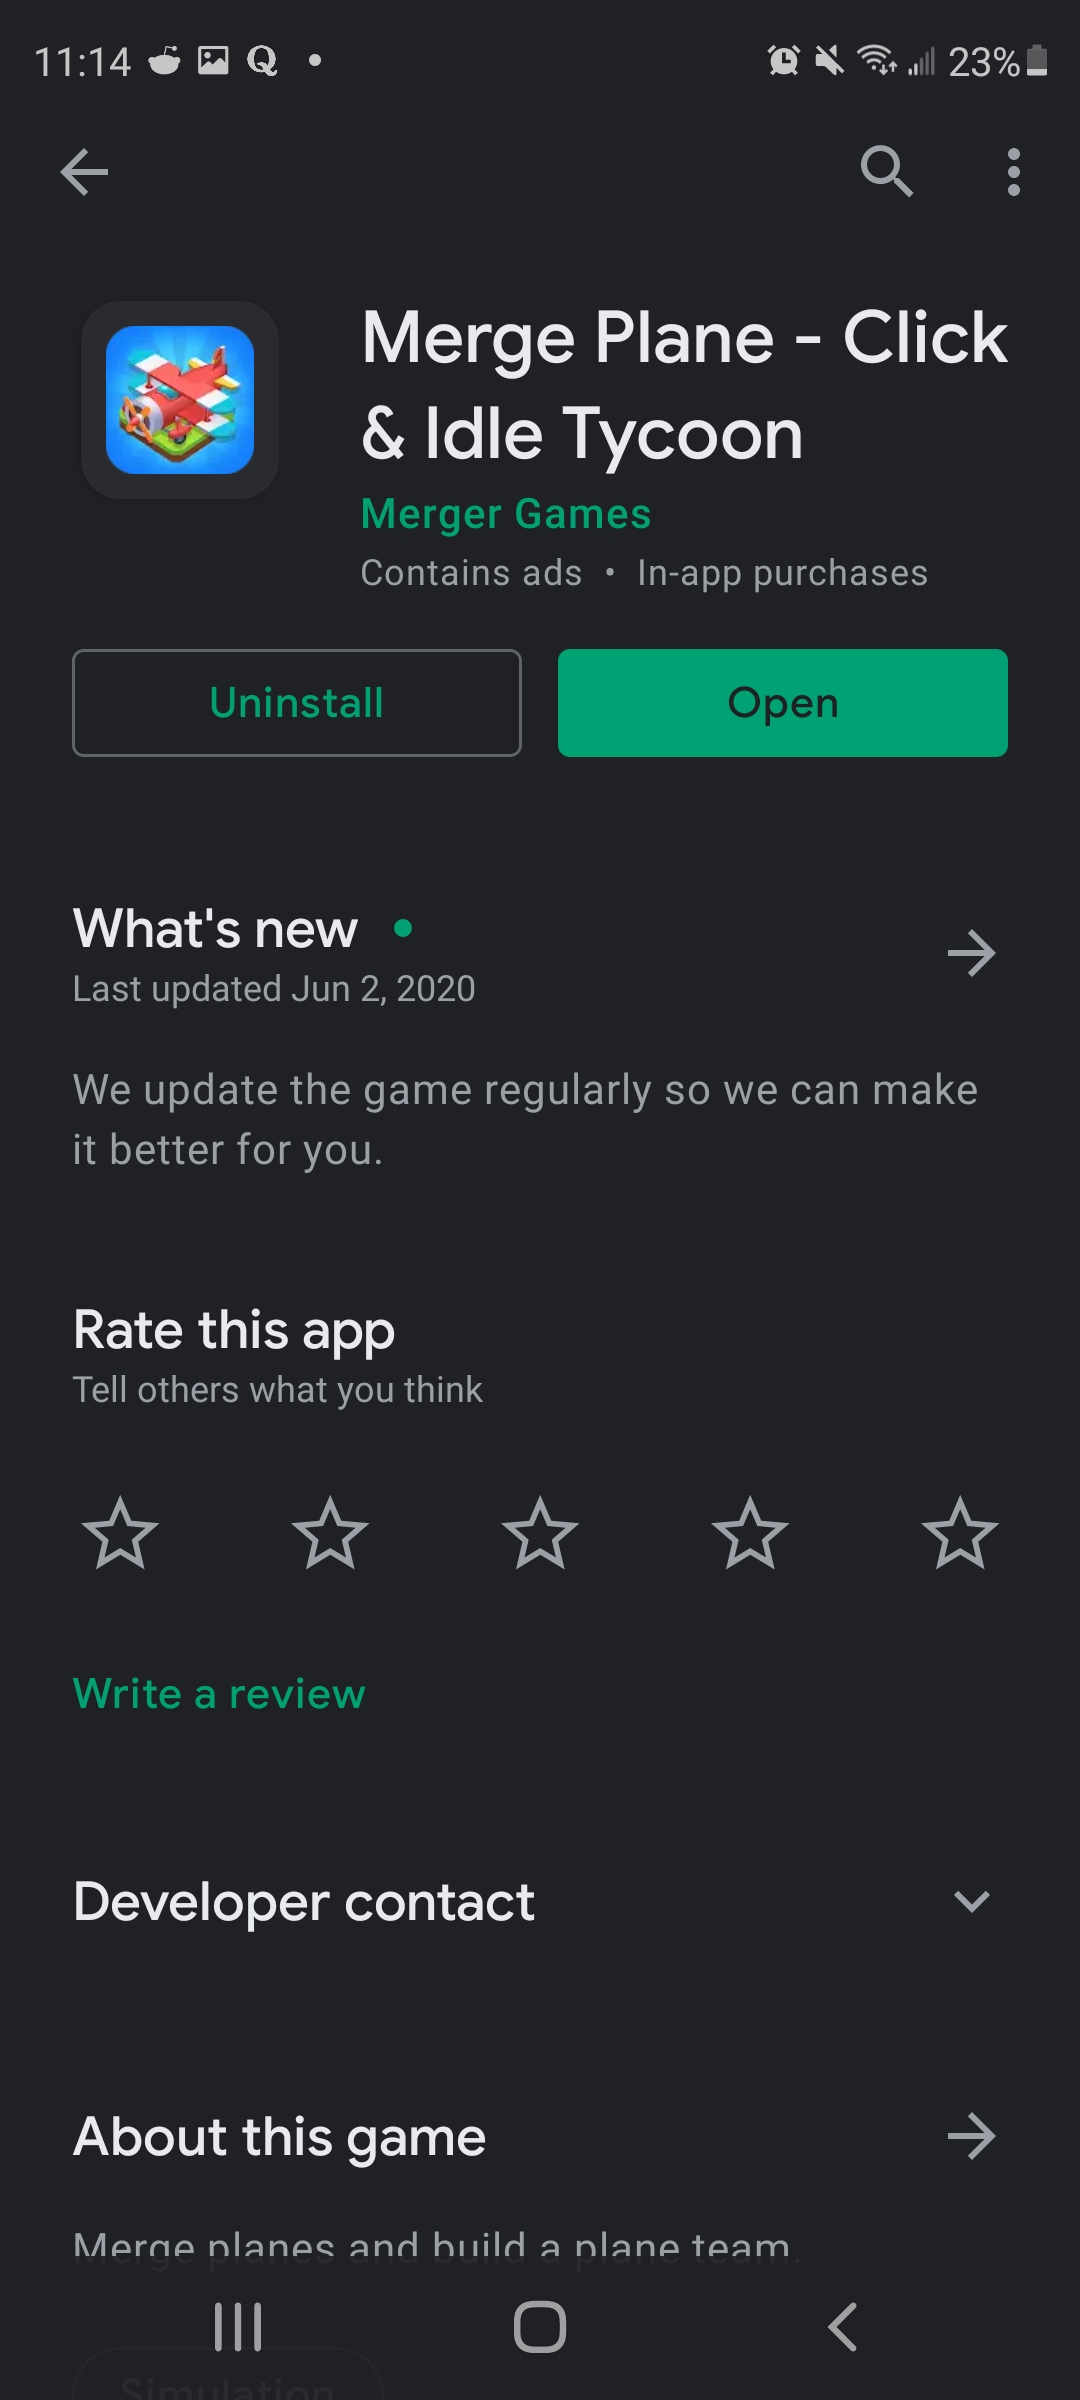 11:14
23%
Merge Plane - Click
& Idle Tycoon
Merger Games
Contains ads • In-app purchases
Uninstall
Open
What's new
Last updated Jun 2, 2020
We update the game regularly so we can make
it better for you.
Rate this app
Tell others what you think
Write a review
Developer contact
About this game
Merge planes and build a plane team.
Simulation